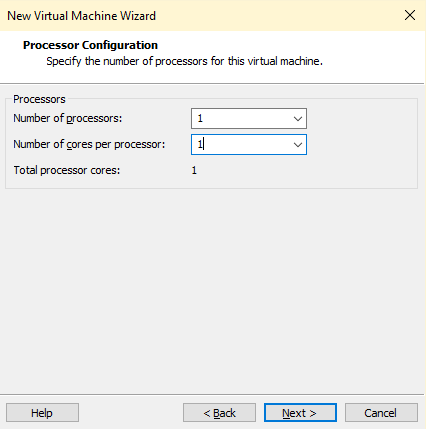 New Virtual Machine Wizard
Processor Configuration
Specify the number of processors for this virtual machine.
Processors
Number of processors: 1
Number of cores per processor: 1
Total processor cores: 1
Help < Back Next > Cancel